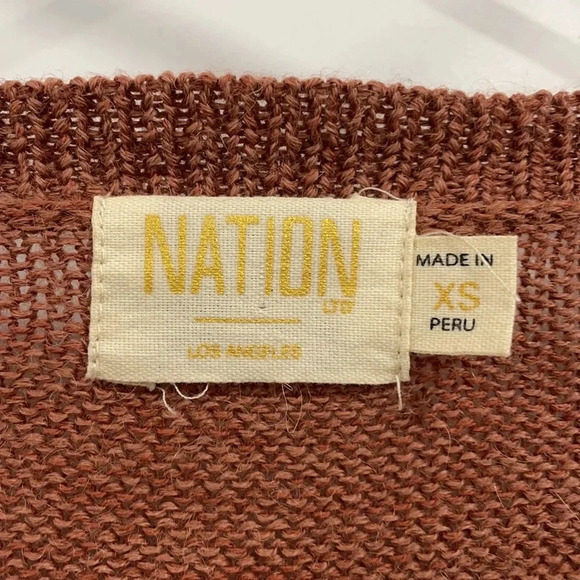 NATION
LTD
LOS ANGELES
MADE IN
XS
PERU